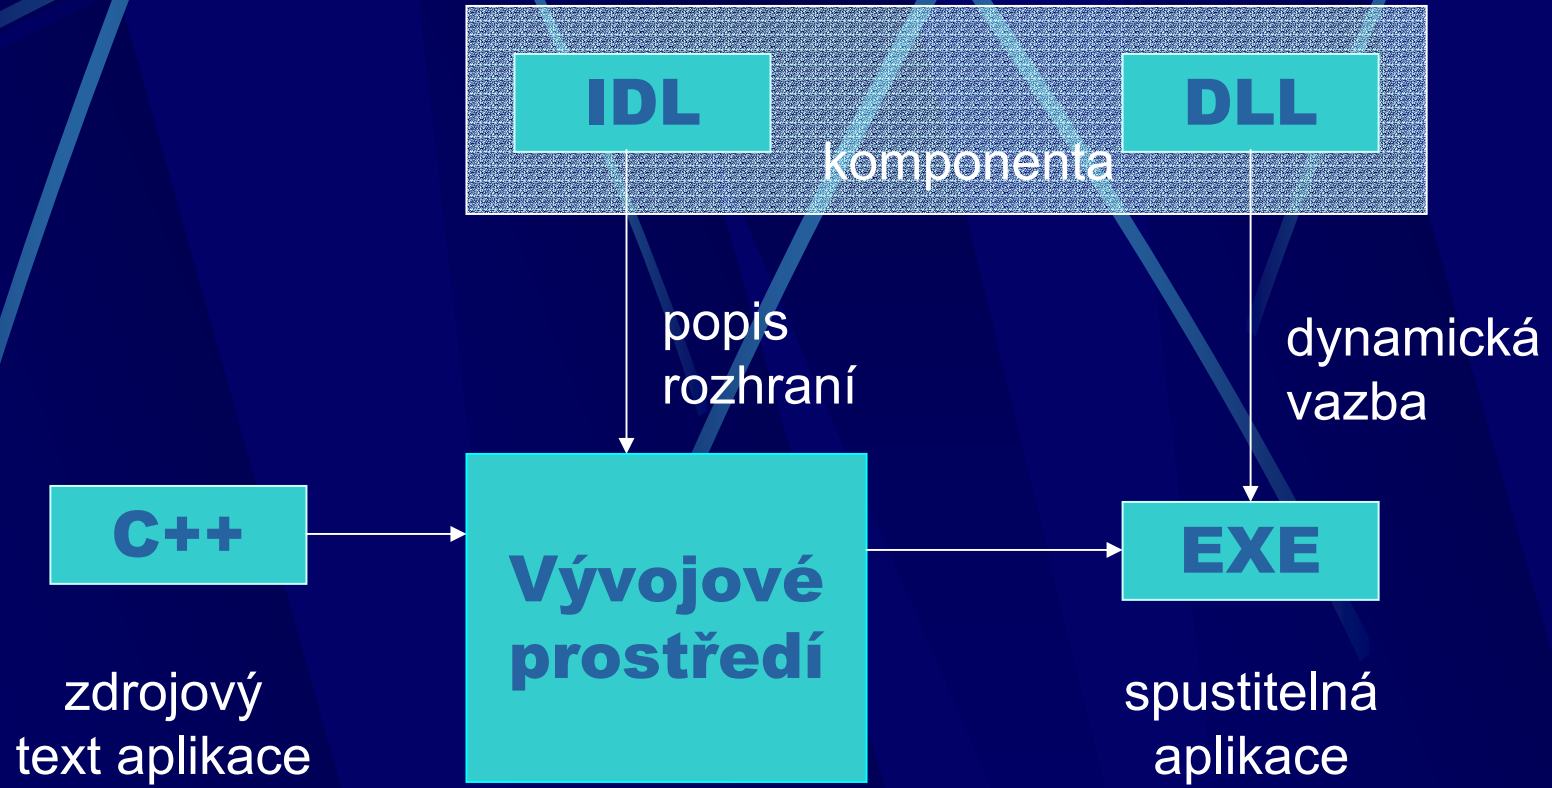 IDL
DLL
komponenta
popis
rozhraní
dynamická
vazba
C++
Vývojové
prostředí
EXE
zdrojový
text aplikace
spustitelná
aplikace